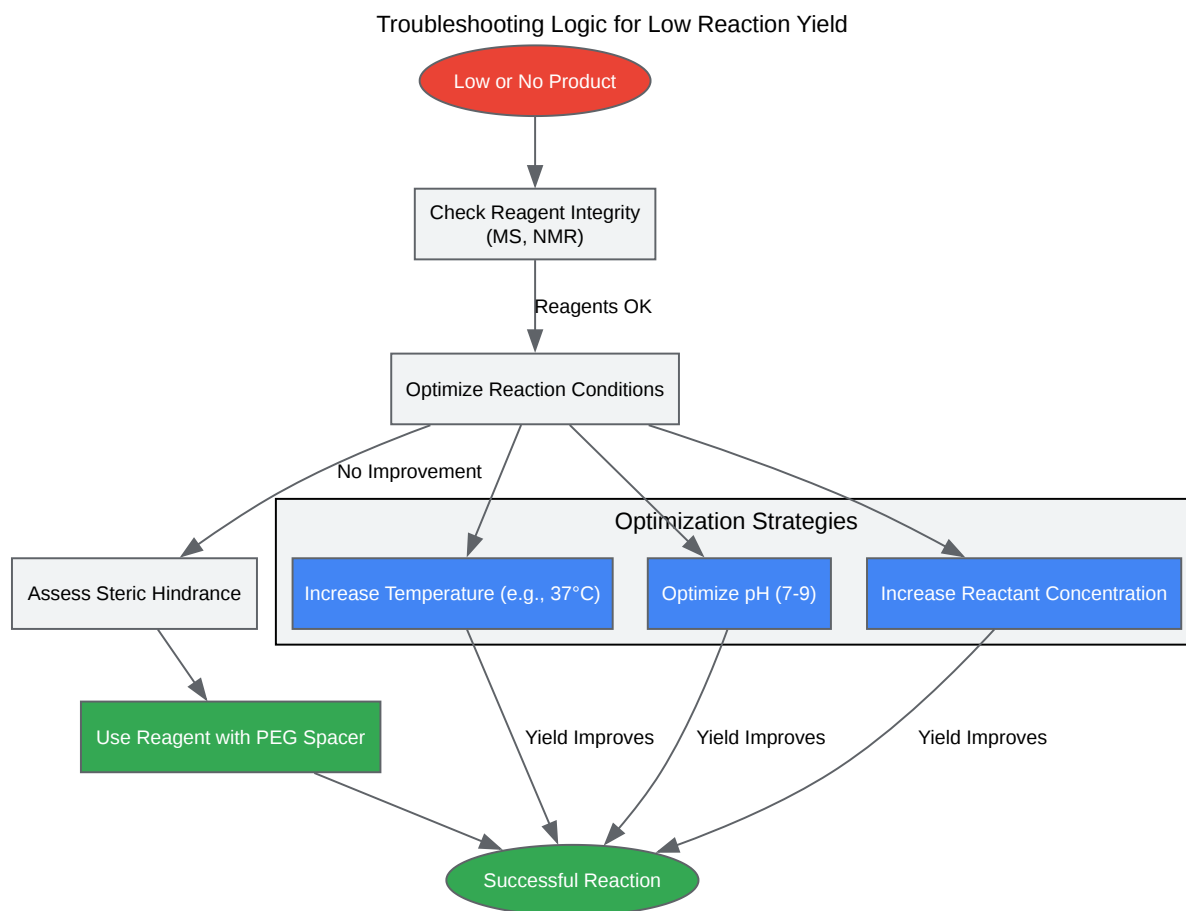 Troubleshooting Logic for Low Reaction Yield
Low or No Product
Check Reagent Integrity
(MS, NMR)
Reagents OK
Optimize Reaction Conditions
No Improvement
Optimization Strategies
Assess Steric Hindrance
Increase Temperature (e.g., 37°C)
Optimize pH (7-9)
Increase Reactant Concentration
Use Reagent with PEG Spacer
Yield Improves
Yield Improves
Yield Improves
Successful Reaction